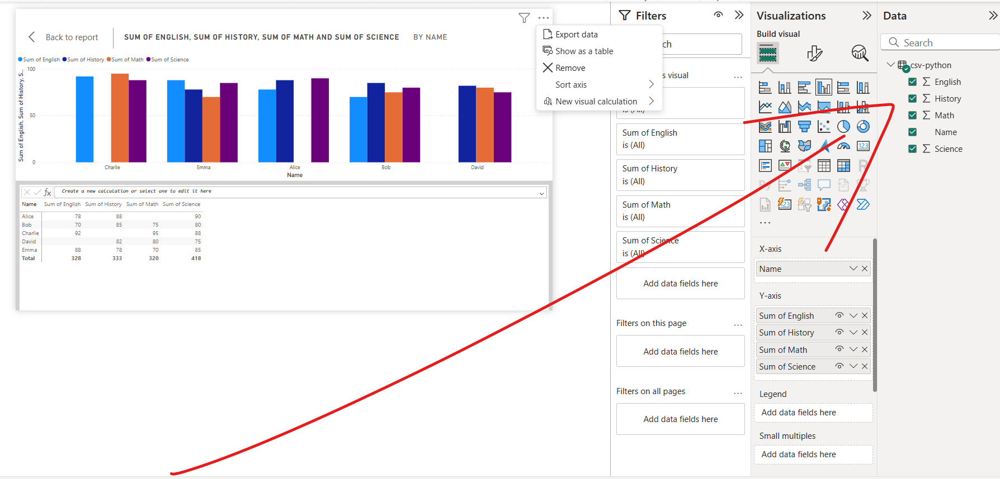 Back to report
SUM OF ENGLISH, SUM OF HISTORY, SUM OF MATH AND SUM OF SCIENCE BY NAME
Sum of English Sum of History Sum of Math Sum of Science
Sum of English, Sum of History, S...
100
50
0
Charlie Emma Alice Bob David
Name
Export data
Show as a table
Remove
Sort axis
New visual calculation
Create a new calculation or select one to edit it here
Name Sum of English Sum of History Sum of Math Sum of Science
Alice 78 88 90
Bob 70 85 75 80
Charlie 92 95 88
David 82 80 75
Emma 88 78 70 85
Total 328 333 320 418
Filters
ch
s visual
...
is (All)
Sum of English
is (All)
Sum of History
is (All)
Sum of Math
is (All)
Sum of Science
is (All)
Add data fields here
Filters on this page
...
Add data fields here
Filters on all pages
...
Add data fields here
Visualizations
Build visual
123
R
Py
123
...
X-axis
Name
Y-axis
Sum of English
Sum of History
Sum of Math
Sum of Science
Legend
Add data fields here
Small multiples
Add data fields here
Data
Search
csv-python
English
History
Math
Name
Science